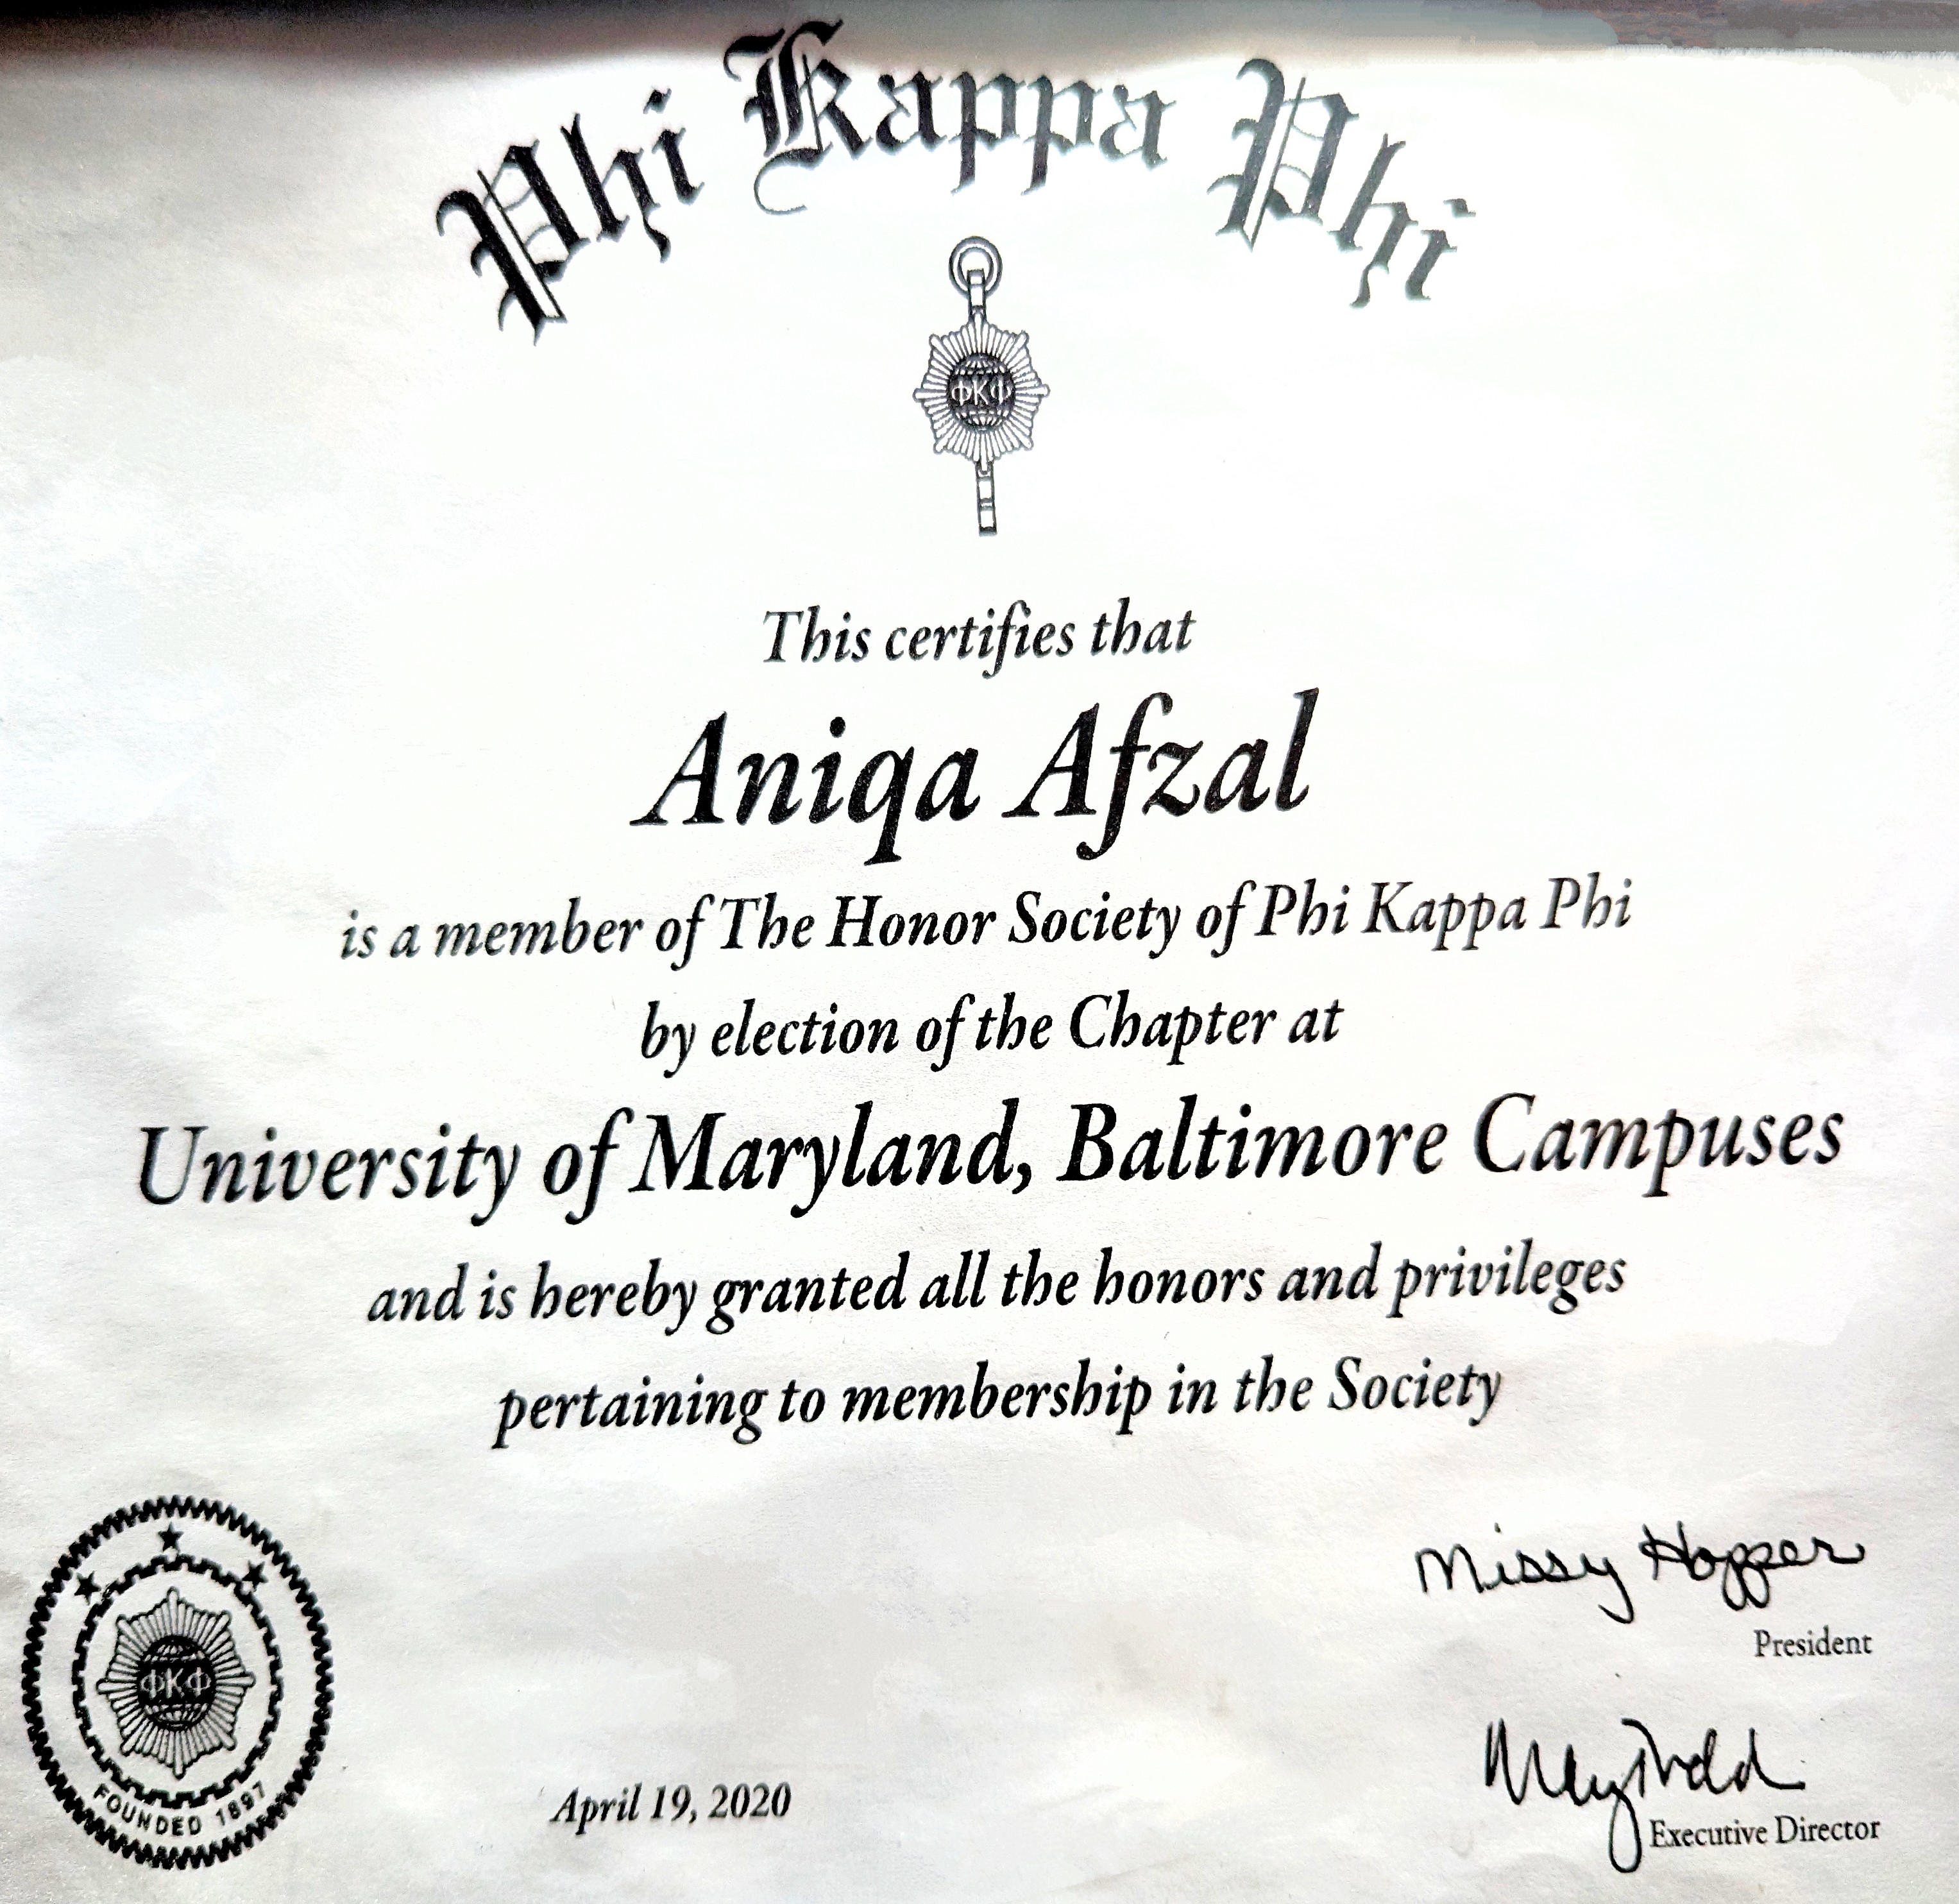 Phi Kappa Phi
ΦΚΦ
This certifies that
Aniqa Afzal
is a member of The Honor Society of Phi Kappa Phi
by election of the Chapter at
University of Maryland, Baltimore Campuses
and is hereby granted all the honors and privileges
pertaining to membership in the Society
Missy Hopper
President
Mary Todd
Executive Director
April 19, 2020
ΦΚΦ
FOUNDED 1897